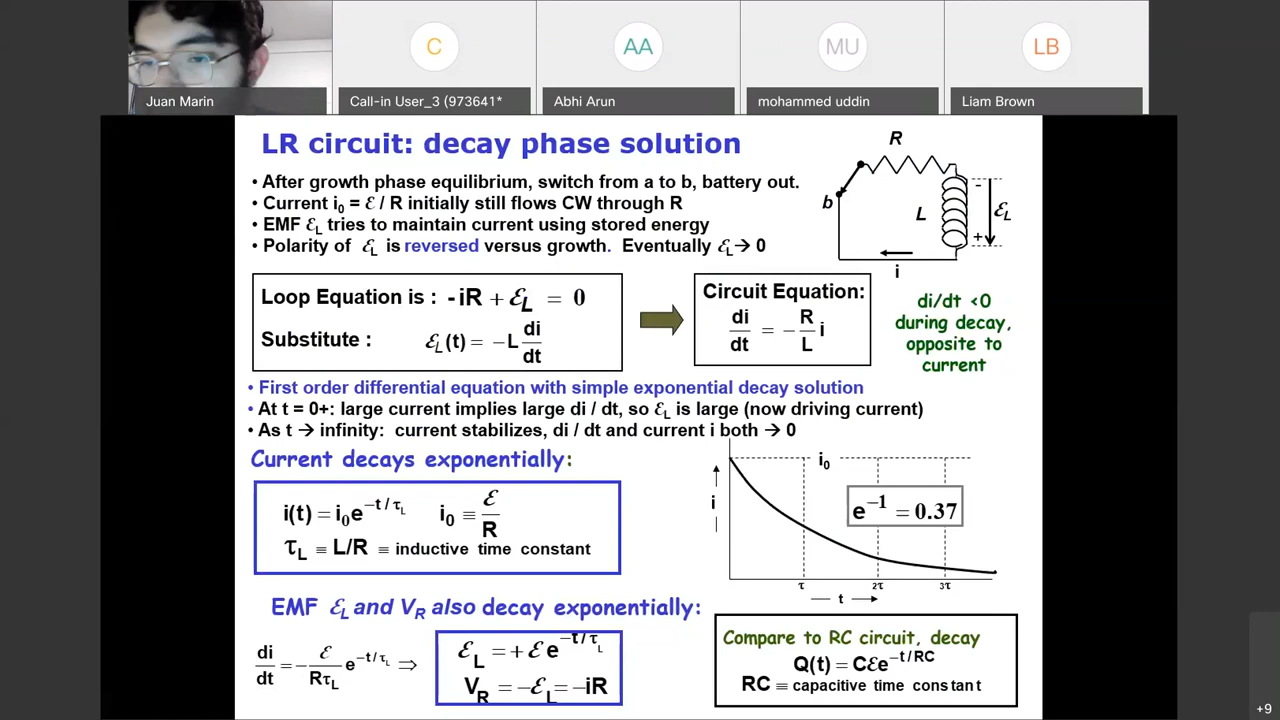 C
AA
MU
LB
Juan Marin
Call-in User_3 (973641*
Abhi Arun
mohammed uddin
Liam Brown
LR circuit: decay phase solution
• After growth phase equilibrium, switch from a to b, battery out.
• Current i₀ = ℰ / R initially still flows CW through R
• EMF ℰL tries to maintain current using stored energy
• Polarity of ℰL is reversed versus growth. Eventually ℰL → 0
R
b
L
-
+
ℰL
i
Loop Equation is : -iR + ℰL = 0
Substitute : ℰL(t) = −L di/dt
Circuit Equation:
di/dt = − R/L i
di/dt <0
during decay,
opposite to
current
• First order differential equation with simple exponential decay solution
• At t = 0+: large current implies large di / dt, so ℰL is large (now driving current)
• As t → infinity: current stabilizes, di / dt and current i both → 0
Current decays exponentially:
i(t) = i₀e^−t/τL i₀ ≡ ℰ/R
τL ≡ L/R ≡ inductive time constant
i₀
i
e⁻¹ = 0.37
τ 2τ 3τ
t
EMF ℰL and VR also decay exponentially:
di/dt = − ℰ/RτL e^−t/τL ⇒
ℰL = + ℰ e^−t/τL
VR = −ℰL = −iR
Compare to RC circuit, decay
Q(t) = Cℰe^−t/RC
RC ≡ capacitive time constant
+9